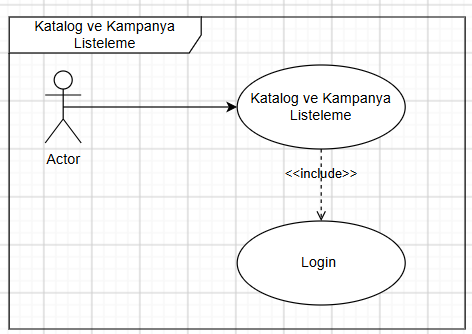 Katalog ve Kampanya
Listeleme
Actor
Katalog ve Kampanya
Listeleme
<<include>>
Login